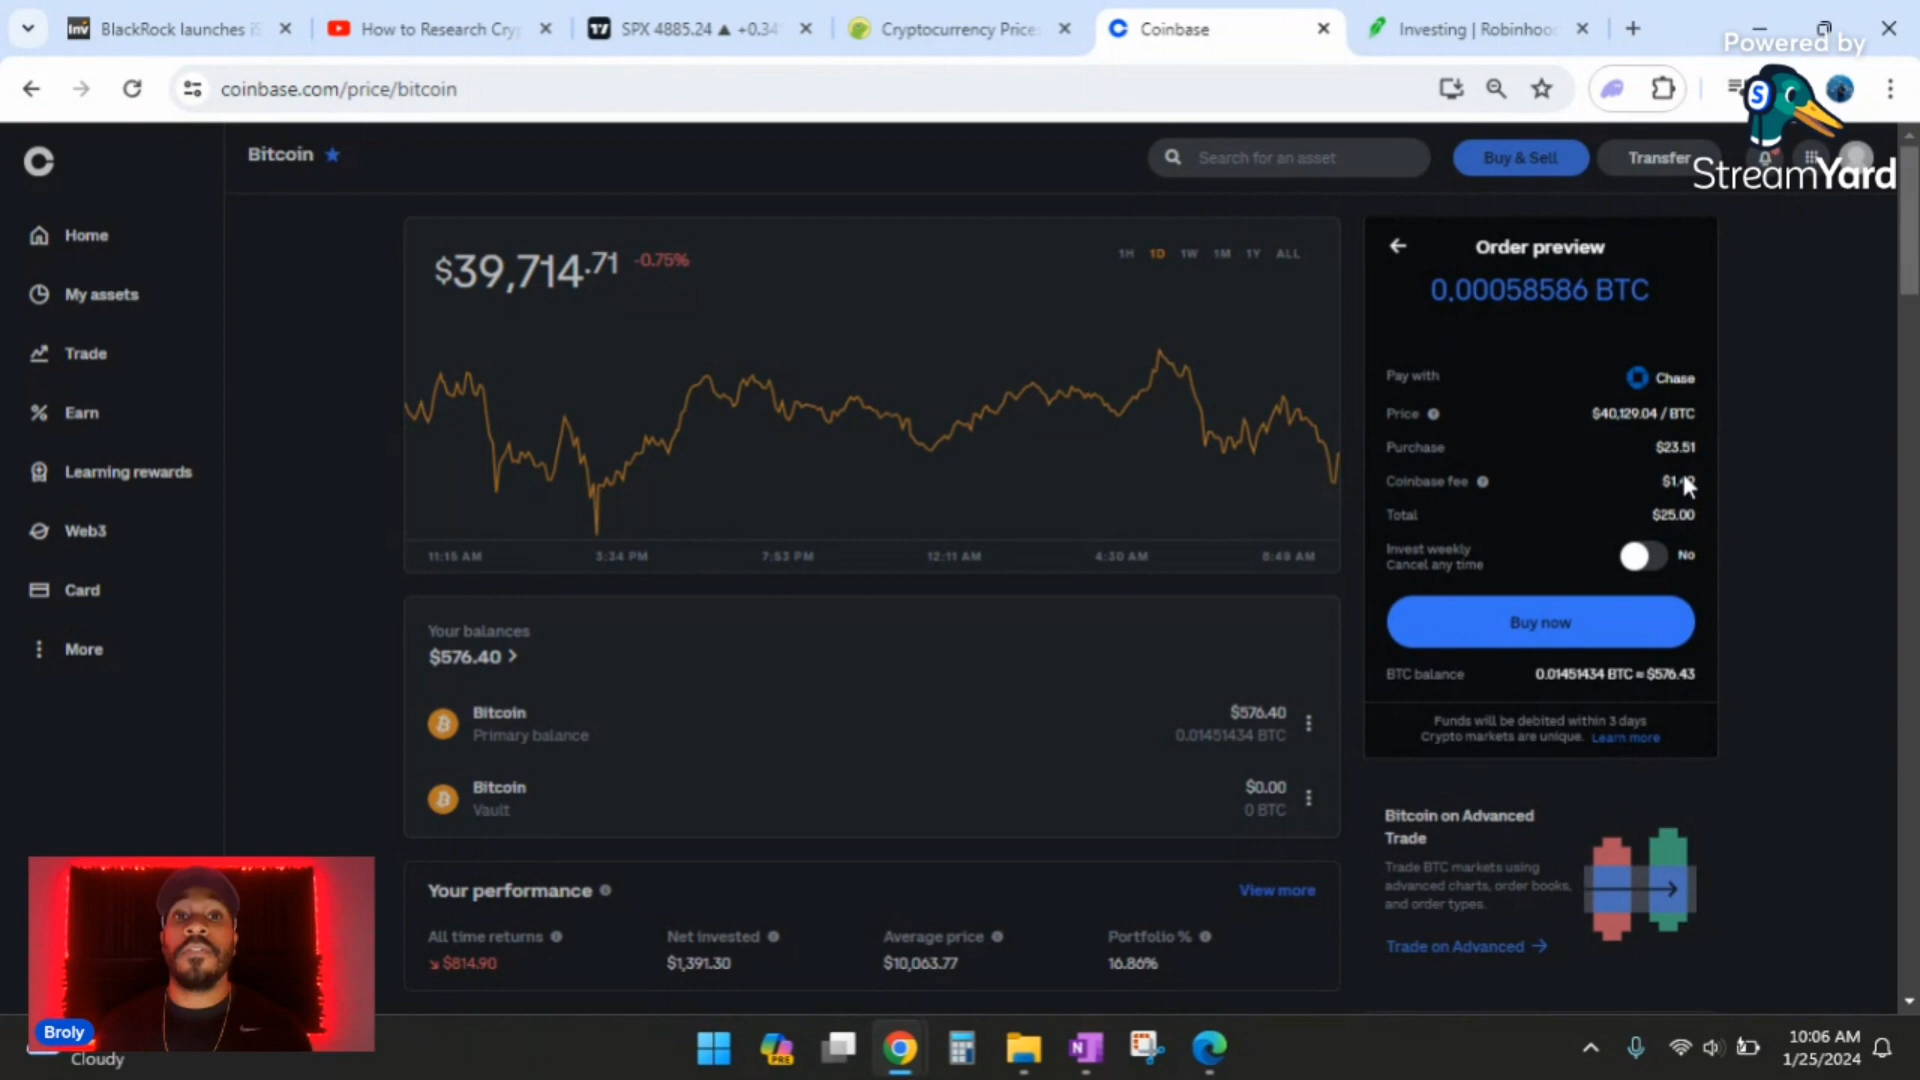 BlackRock launches iS
How to Research Cry
SPX 4885.24 ▲ +0.34
Cryptocurrency Price
Coinbase
Investing | Robinhoo
Powered by
StreamYard
coinbase.com/price/bitcoin
Bitcoin
Search for an asset
Buy & Sell
Transfer
Home
My assets
Trade
Earn
Learning rewards
Web3
Card
More
$39,714.71 -0.75%
1H 1D 1W 1M 1Y ALL
11:15 AM 3:34 PM 7:53 PM 12:11 AM 4:30 AM 8:49 AM
Order preview
0.00058586 BTC
Pay with Chase
Price $40,129.04 / BTC
Purchase $23.51
Coinbase fee
Total $25.00
Invest weekly
Cancel any time
No
Buy now
BTC balance 0.01451434 BTC ≈ $576.43
Funds will be debited within 3 days
Crypto markets are unique. Learn more
Your balances
$576.40 >
Bitcoin $576.40
Primary balance 0.01451434 BTC
Bitcoin $0.00
Vault 0 BTC
Bitcoin on Advanced
Trade
Trade BTC markets using
advanced charts, order books,
and order types.
Trade on Advanced →
Your performance View more
All time returns Net invested Average price Portfolio %
↘ $814.90 $1,391.30 $10,063.77 16.86%
Broly
Cloudy
PRE
10:06 AM
1/25/2024